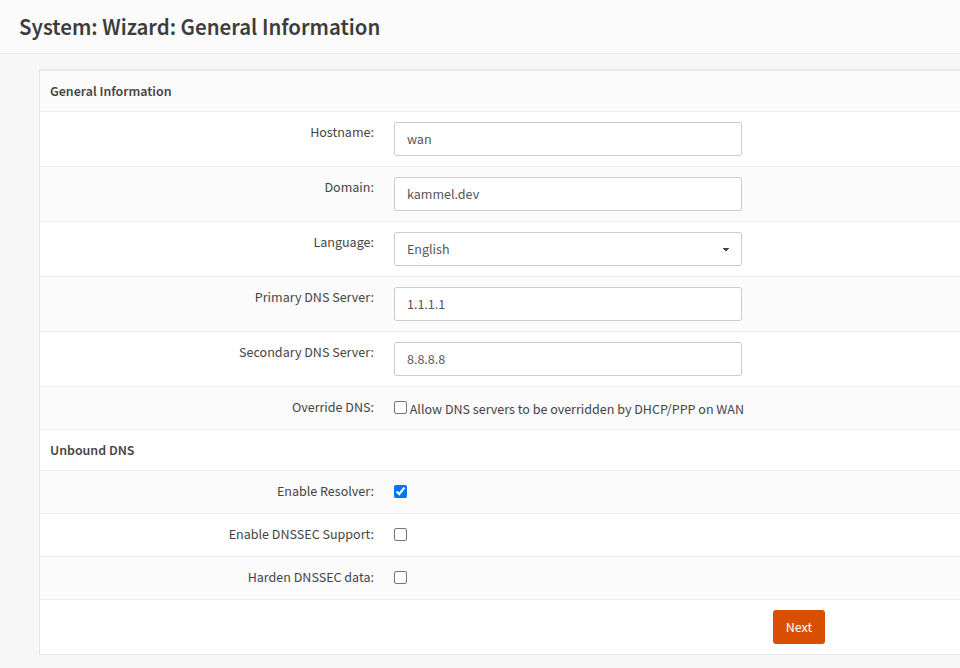 System: Wizard: General Information
General Information
Hostname: wan
Domain: kammel.dev
Language: English
Primary DNS Server: 1.1.1.1
Secondary DNS Server: 8.8.8.8
Override DNS: Allow DNS servers to be overridden by DHCP/PPP on WAN
Unbound DNS
Enable Resolver:
Enable DNSSEC Support:
Harden DNSSEC data:
Next